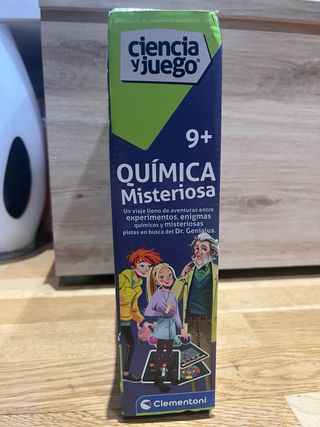 ciencia
y juego®
9+
QUÍMICA
Misteriosa
Un viaje lleno de aventuras entre
experimentos, enigmas
químicos y misteriosas
pistas en busca del Dr. Genialus.
Clementoni